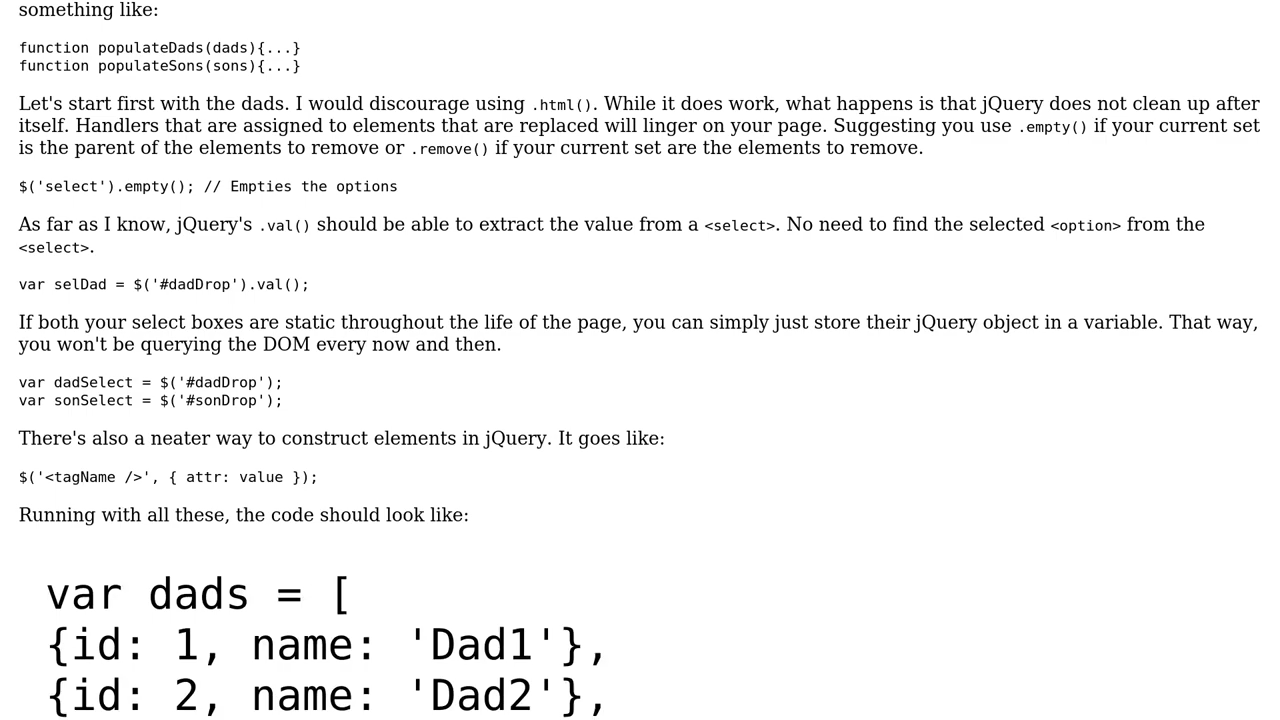 something like:
function populateDads(dads){...}
function populateSons(sons){...}
Let's start first with the dads. I would discourage using .html(). While it does work, what happens is that jQuery does not clean up after
itself. Handlers that are assigned to elements that are replaced will linger on your page. Suggesting you use .empty() if your current set
is the parent of the elements to remove or .remove() if your current set are the elements to remove.
$('select').empty(); // Empties the options
As far as I know, jQuery's .val() should be able to extract the value from a <select>. No need to find the selected <option> from the
<select>.
var selDad = $('#dadDrop').val();
If both your select boxes are static throughout the life of the page, you can simply just store their jQuery object in a variable. That way,
you won't be querying the DOM every now and then.
var dadSelect = $('#dadDrop');
var sonSelect = $('#sonDrop');
There's also a neater way to construct elements in jQuery. It goes like:
$('<tagName />', { attr: value });
Running with all these, the code should look like:
var dads = [
{id: 1, name: 'Dad1'},
{id: 2, name: 'Dad2'},